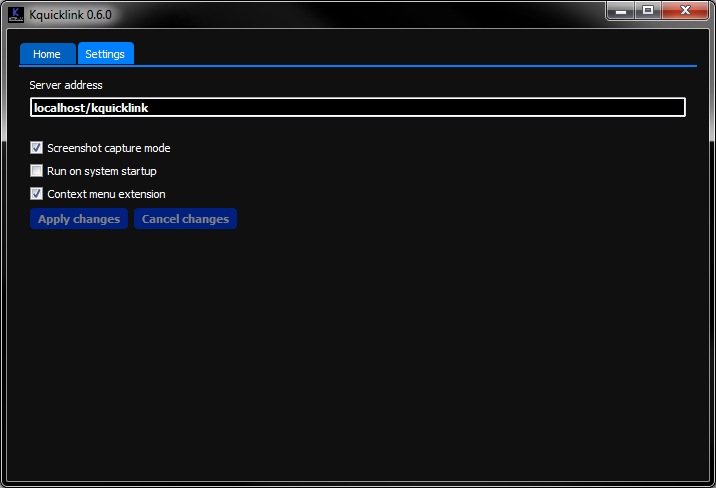 Kquicklink 0.6.0
Home Settings
Server address
localhost/kquicklink
Screenshot capture mode
Run on system startup
Context menu extension
Apply changes Cancel changes